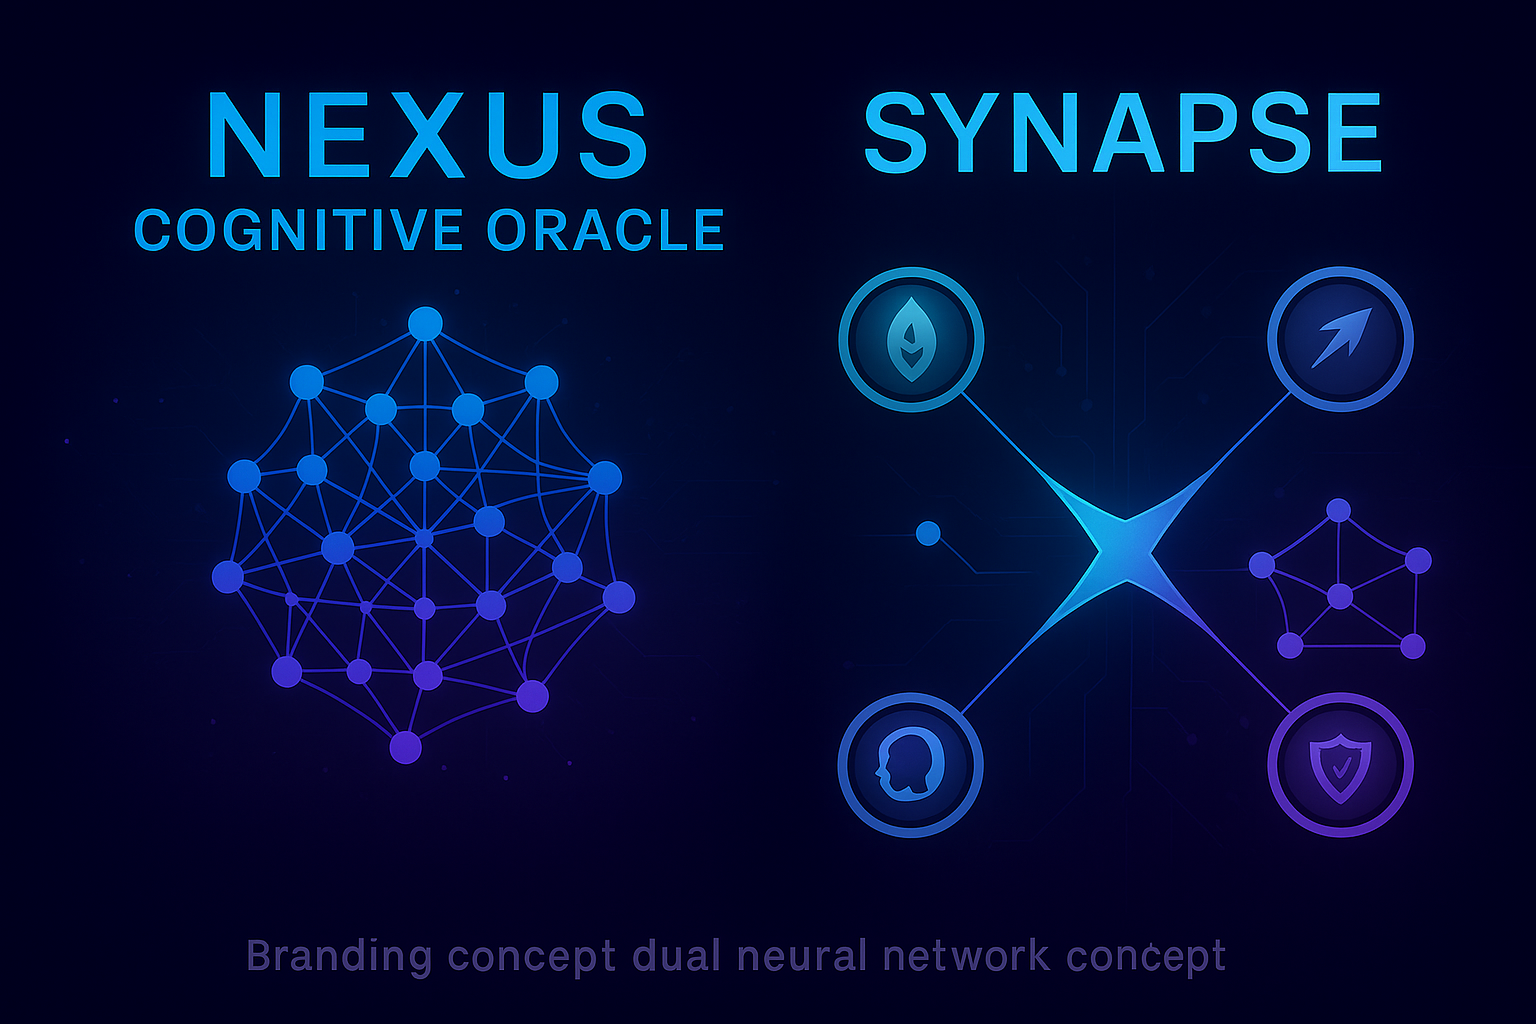 NEXUS
COGNITIVE ORACLE
SYNAPSE
Branding concept dual neural network concept